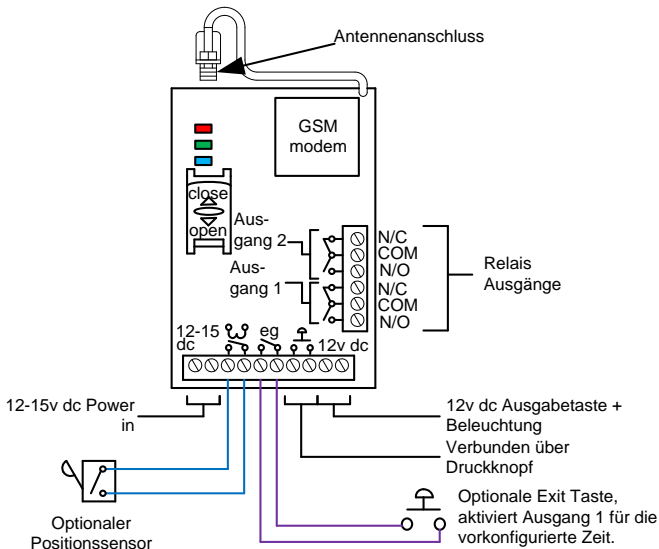 Antennenanschluss
GSM
modem
close
open
Aus-
gang 2
Aus-
gang 1
N/C
COM
N/O
N/C
COM
N/O
Relais
Ausgänge
12-15
dc
eg
12v dc
12-15v dc Power
in
12v dc Ausgabetaste +
Beleuchtung
Verbunden über
Druckknopf
Optionaler
Positionssensor
Optionale Exit Taste,
aktiviert Ausgang 1 für die
vorkonfigurierte Zeit.